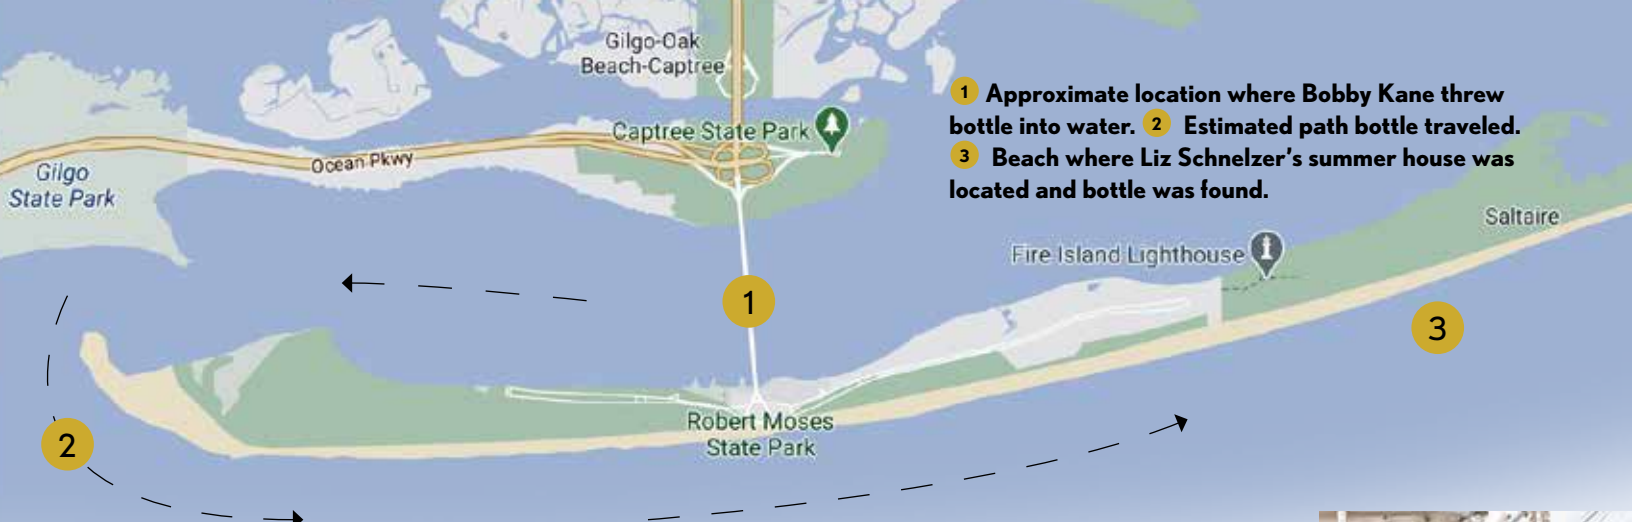 Gilgo-Oak
Beach-Captree
Captree State Park
Ocean Pkwy
Gilgo
State Park
1 Approximate location where Bobby Kane threw
bottle into water. 2 Estimated path bottle traveled.
3 Beach where Liz Schnelzer's summer house was
located and bottle was found.
Saltaire
Fire Island Lighthouse
1
3
Robert Moses
State Park
2